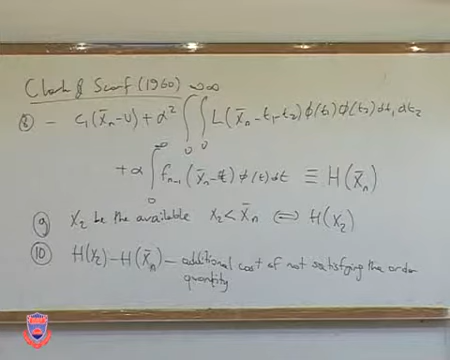 Clark & Scarf (1960)
⑧ - c₁(x̄ₙ-u) + α² ∫₀^∞ ∫₀^∞ L(x̄ₙ-t₁-t₂) φ(t₁) φ(t₂) dt₁ dt₂
+ α ∫₀^∞ fₙ₋₁(x̄ₙ-t) φ(t) dt ≡ H(x̄ₙ)
⑨ x₂ be the available x₂ < x̄ₙ ⟺ H(x₂)
⑩ H(x₂) - H(x̄ₙ) - additional cost of not satisfying the order
quantity